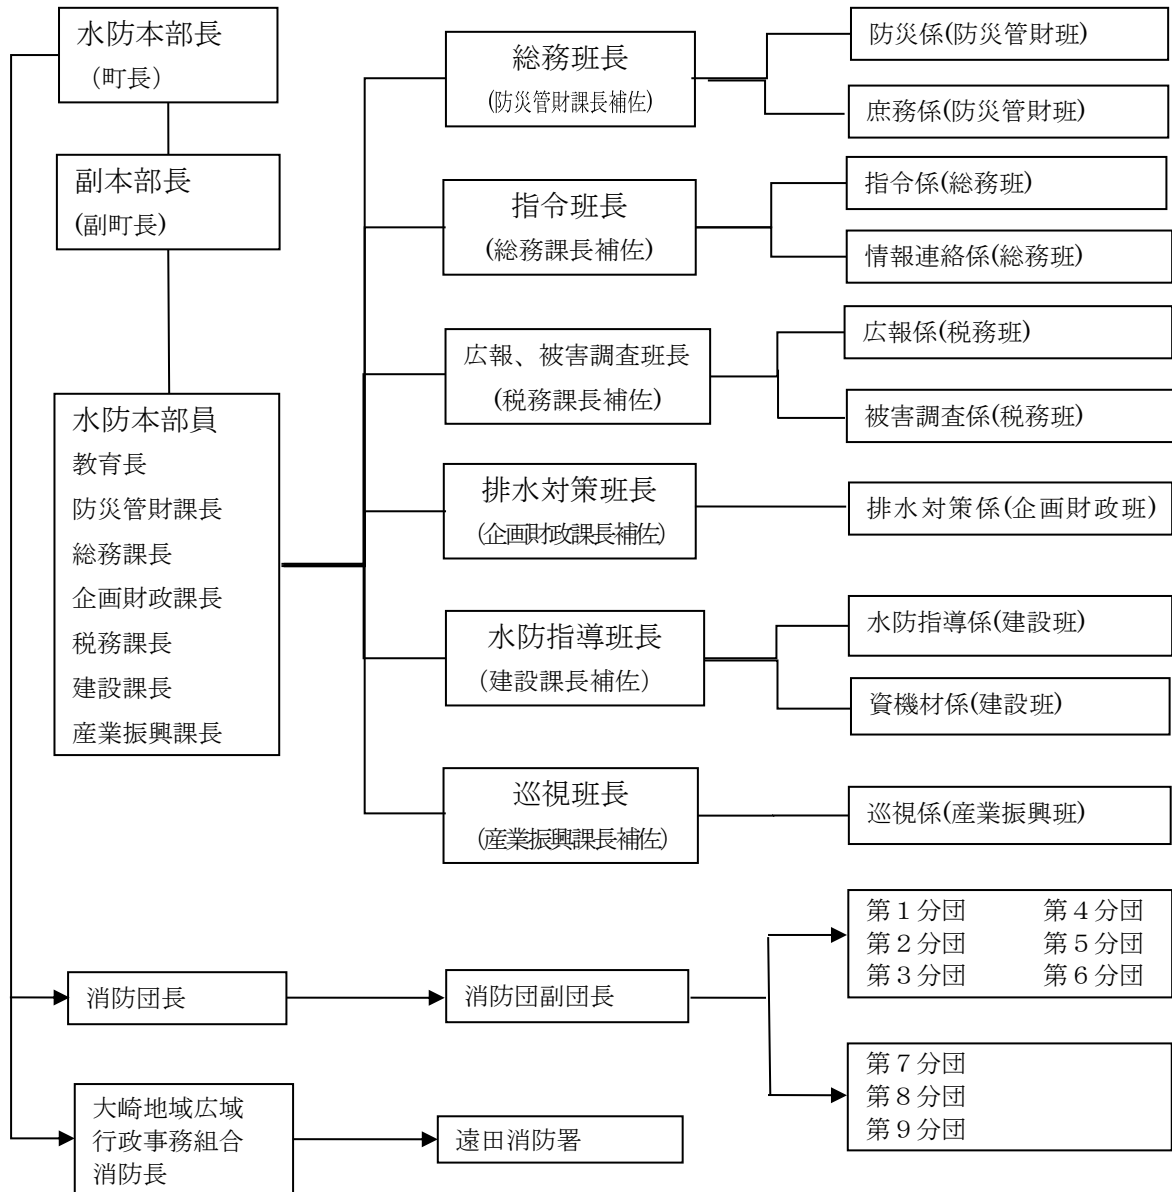 水防本部長
（町長）
副本部長
(副町長)
水防本部員
教育長
防災管財課長
総務課長
企画財政課長
税務課長
建設課長
産業振興課長
総務班長
(防災管財課長補佐)
防災係(防災管財班)
庶務係(防災管財班)
指令班長
(総務課長補佐)
指令係(総務班)
情報連絡係(総務班)
広報、被害調査班長
(税務課長補佐)
広報係(税務班)
被害調査係(税務班)
排水対策班長
(企画財政課長補佐)
排水対策係(企画財政班)
水防指導班長
（建設課長補佐）
水防指導係(建設班)
資機材係(建設班)
巡視班長
(産業振興課長補佐)
巡視係(産業振興班)
消防団長
消防団副団長
第１分団　　第４分団
第２分団　　第５分団
第３分団　　第６分団
第７分団
第８分団
第９分団
大崎地域広域
行政事務組合
消防長
遠田消防署